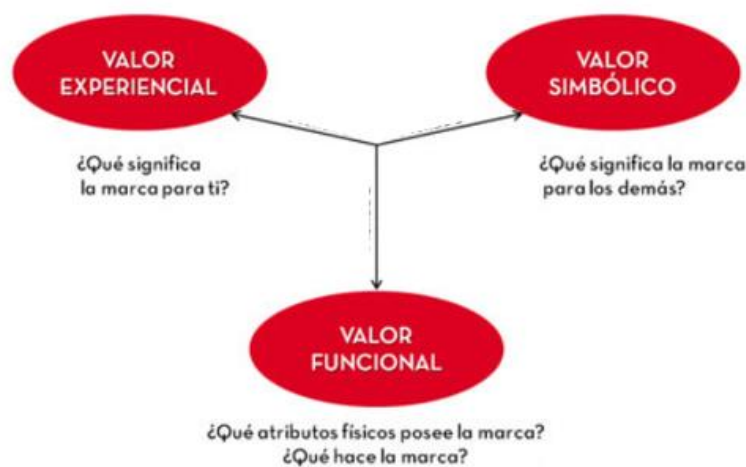 VALOR
EXPERIENCIAL
¿Qué significa
la marca para ti?
VALOR
SIMBÓLICO
¿Qué significa la marca
para los demás?
VALOR
FUNCIONAL
¿Qué atributos físicos posee la marca?
¿Qué hace la marca?